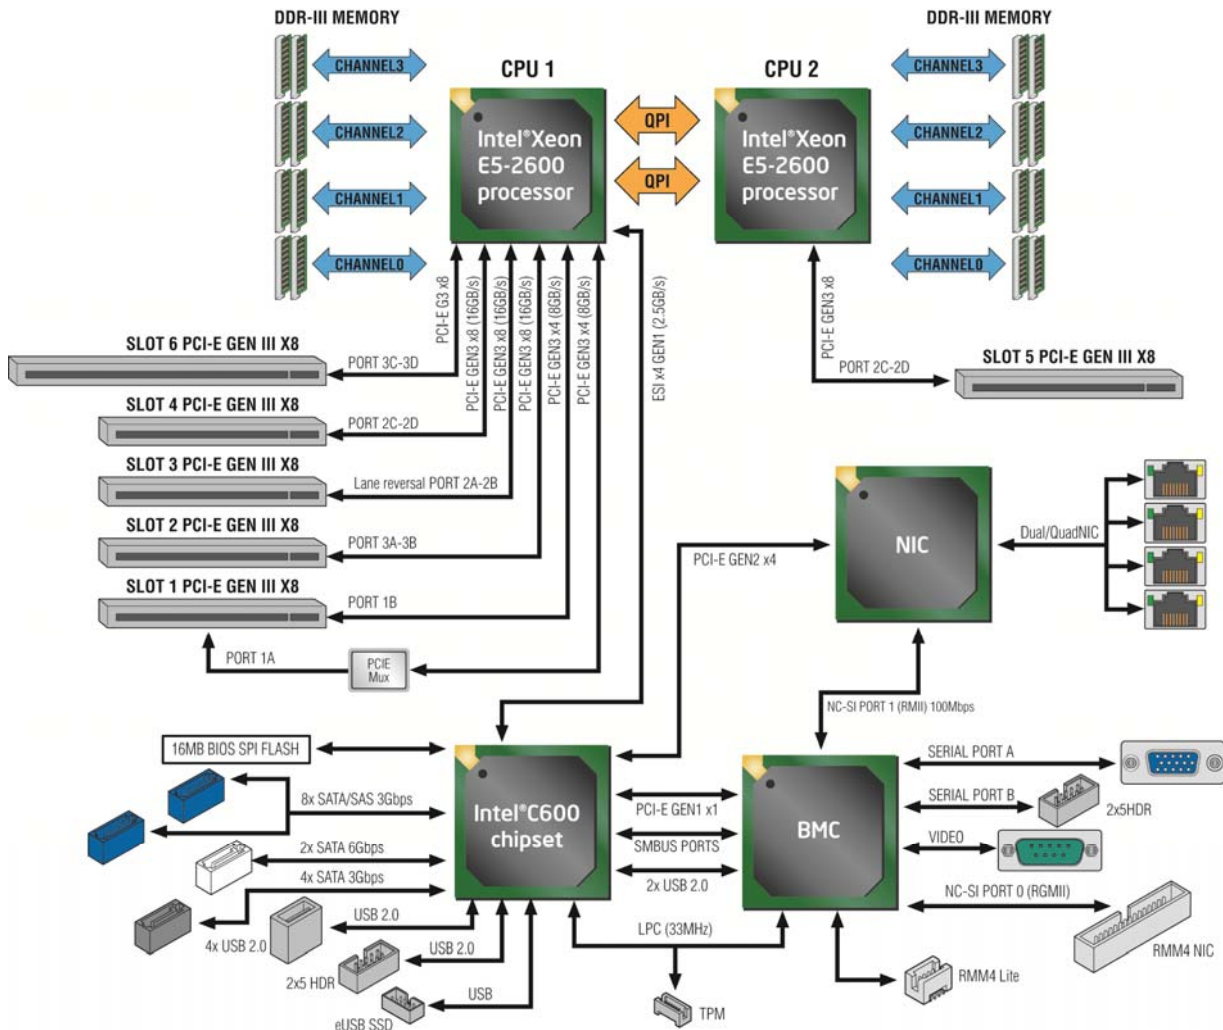 DDR-III MEMORY
DDR-III MEMORY
CPU 1
CPU 2
CHANNEL3
CHANNEL2
CHANNEL1
CHANNEL0
Intel®Xeon
E5-2600
processor
QPI
QPI
Intel®Xeon
E5-2600
processor
CHANNEL3
CHANNEL2
CHANNEL1
CHANNEL0
PCI-E G3 x8
PCI-E GEN3 x8 (16GB/s)
PCI-E GEN3 x8 (16GB/s)
PCI-E GEN3 x8 (16GB/s)
PCI-E GEN3 x4 (8GB/s)
PCI-E GEN3 x4 (8GB/s)
ESI x4 GEN1 (2.5GB/s)
PCI-E GEN3 x8
SLOT 6 PCI-E GEN III X8
PORT 3C-3D
SLOT 5 PCI-E GEN III X8
PORT 2C-2D
SLOT 4 PCI-E GEN III X8
PORT 2C-2D
SLOT 3 PCI-E GEN III X8
Lane reversal PORT 2A-2B
SLOT 2 PCI-E GEN III X8
PORT 3A-3B
SLOT 1 PCI-E GEN III X8
PORT 1B
PORT 1A
PCIE
Mux
PCI-E GEN2 x4
NIC
Dual/QuadNIC
NC-SI PORT 1 (RMII) 100Mbps
16MB BIOS SPI FLASH
8x SATA/SAS 3Gbps
2x SATA 6Gbps
4x SATA 3Gbps
4x USB 2.0
USB 2.0
2x5 HDR
USB 2.0
eUSB SSD
USB
Intel®C600
chipset
PCI-E GEN1 x1
SMBUS PORTS
2x USB 2.0
LPC (33MHz)
TPM
BMC
SERIAL PORT A
SERIAL PORT B
2x5HDR
VIDEO
NC-SI PORT 0 (RGMII)
RMM4 NIC
RMM4 Lite